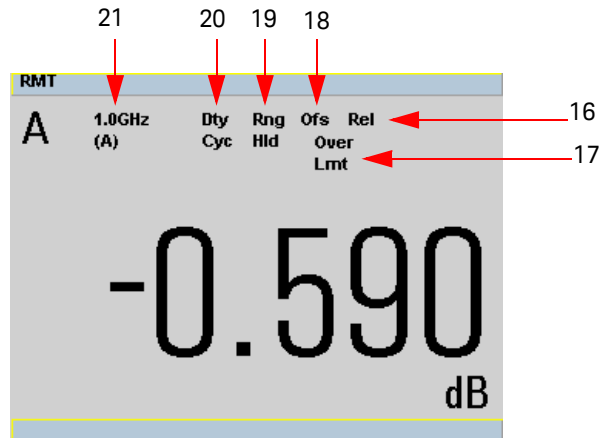 21 20 19 18
RMT
A 1.0GHz Dty Rng Ofs Rel 16
(A) Cyc Hld Over
Lmt 17
-0.590
dB